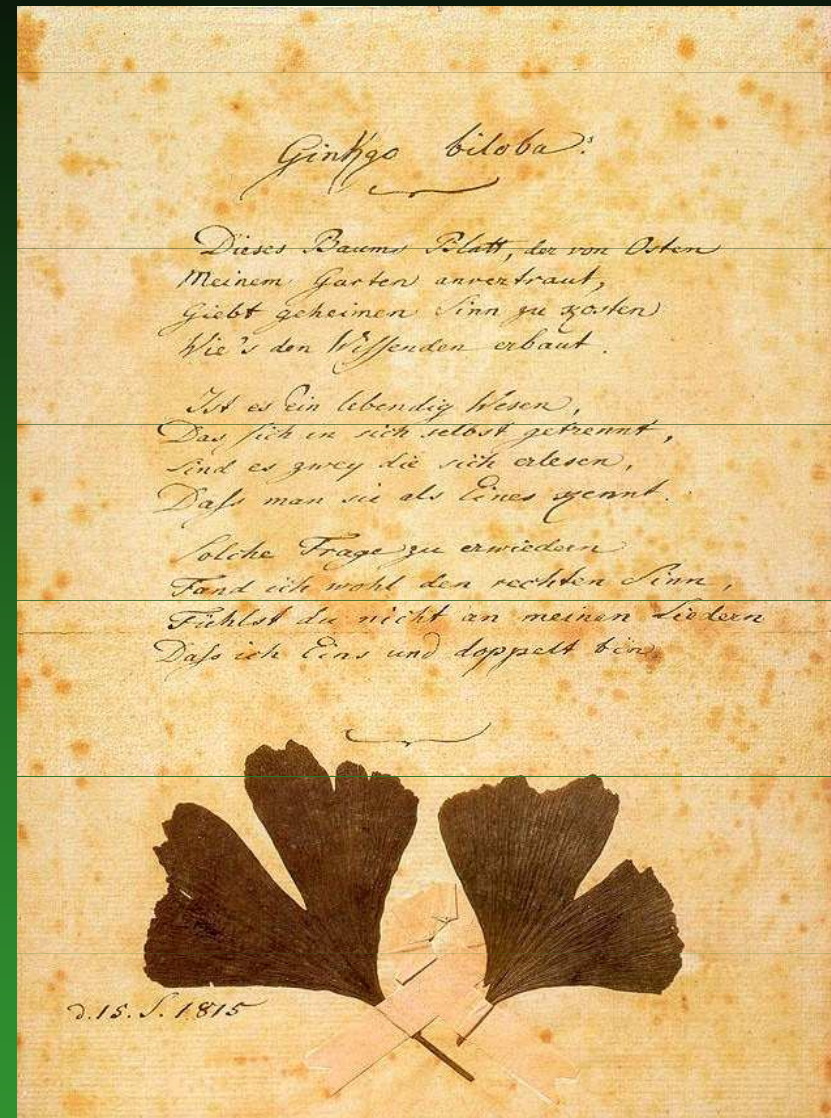 Ginkgo biloba.
Dieses Baums Blatt, der von Osten
Meinem Garten anvertraut,
Giebt geheimen Sinn zu kosten
Wie's den Wissenden erbaut.
Ist es Ein lebendig Wesen,
Das sich in sich selbst getrennt,
Sind es zwey die sich erlesen,
Daſs man sie als Eines kennt.
Solche Frage zu erwiedern
Fand ich wohl den rechten Sinn,
Fühlst du nicht an meinen Liedern
Daſs ich Eins und doppelt bin.
d. 15. S. 1815